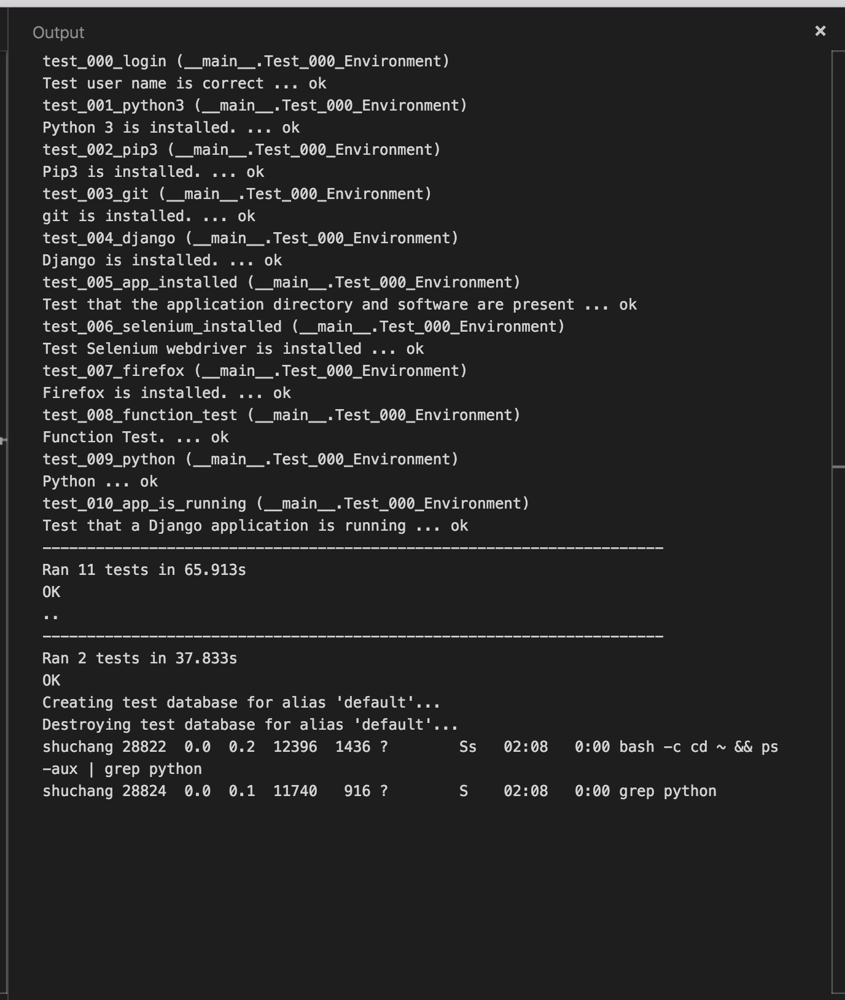 Output
test_000_login (__main__.Test_000_Environment)
Test user name is correct ... ok
test_001_python3 (__main__.Test_000_Environment)
Python 3 is installed. ... ok
test_002_pip3 (__main__.Test_000_Environment)
Pip3 is installed. ... ok
test_003_git (__main__.Test_000_Environment)
git is installed. ... ok
test_004_django (__main__.Test_000_Environment)
Django is installed. ... ok
test_005_app_installed (__main__.Test_000_Environment)
Test that the application directory and software are present ... ok
test_006_selenium_installed (__main__.Test_000_Environment)
Test Selenium webdriver is installed ... ok
test_007_firefox (__main__.Test_000_Environment)
Firefox is installed. ... ok
test_008_function_test (__main__.Test_000_Environment)
Function Test. ... ok
test_009_python (__main__.Test_000_Environment)
Python ... ok
test_010_app_is_running (__main__.Test_000_Environment)
Test that a Django application is running ... ok
----------------------------------------------------------------------
Ran 11 tests in 65.913s
OK
..
----------------------------------------------------------------------
Ran 2 tests in 37.833s
OK
Creating test database for alias 'default'...
Destroying test database for alias 'default'...
shuchang 28822  0.0  0.2  12396  1436 ?        Ss   02:08   0:00 bash -c cd ~ && ps
-aux | grep python
shuchang 28824  0.0  0.1  11740   916 ?        S    02:08   0:00 grep python